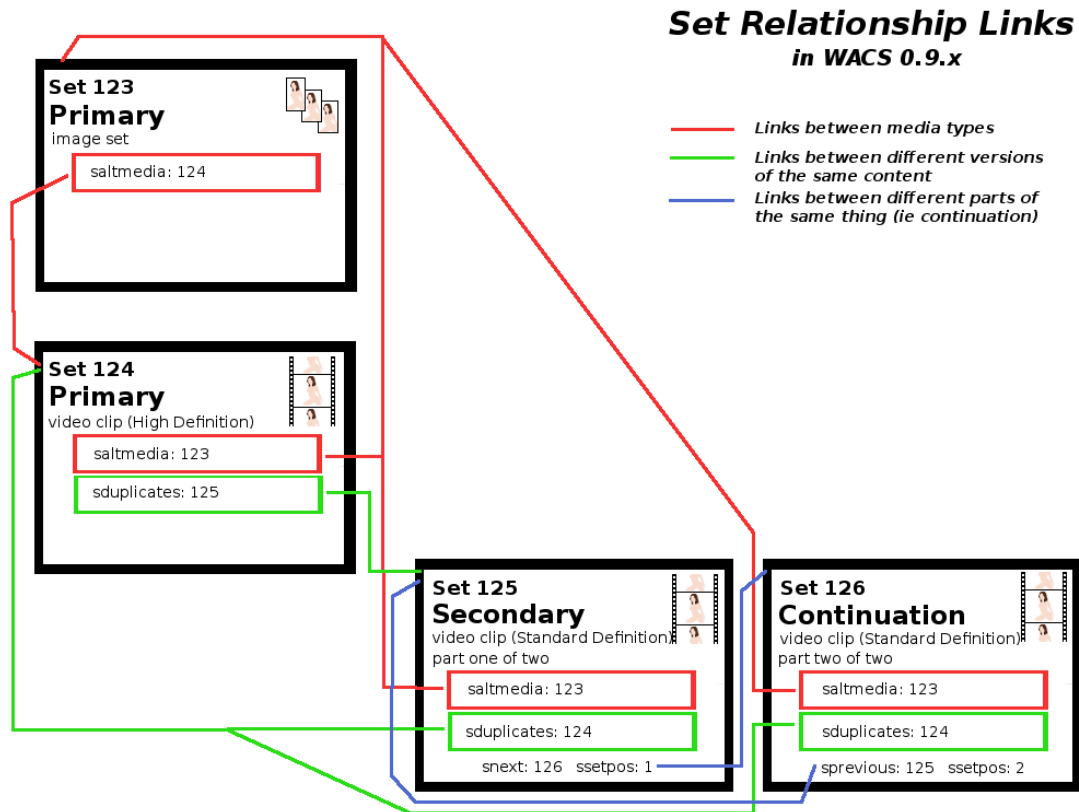 Set Relationship Links
in WACS 0.9.x
Links between media types
Links between different versions
of the same content
Links between different parts of
the same thing (ie continuation)
Set 123
Primary
image set
saltmedia: 124
Set 124
Primary
video clip (High Definition)
saltmedia: 123
sduplicates: 125
Set 125
Secondary
video clip (Standard Definition)
part one of two
saltmedia: 123
sduplicates: 124
snext: 126 ssetpos: 1
Set 126
Continuation
video clip (Standard Definition)
part two of two
saltmedia: 123
sduplicates: 124
sprevious: 125 ssetpos: 2